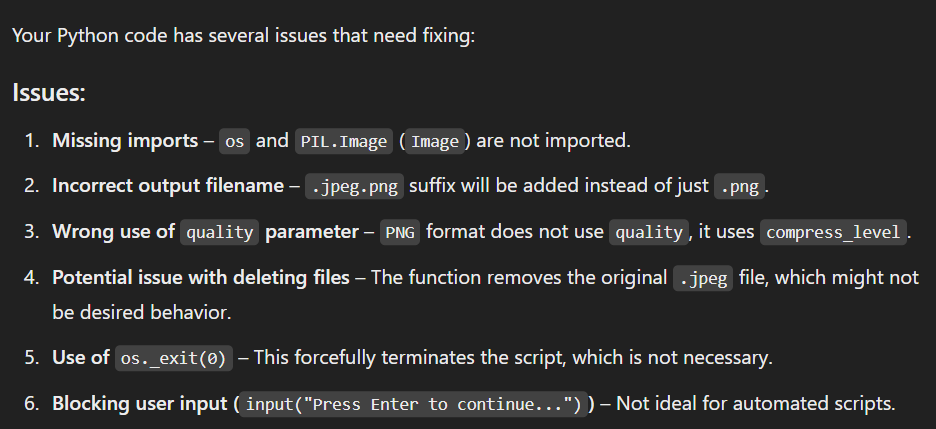 Your Python code has several issues that need fixing:
Issues:
1. Missing imports – os and PIL.Image (Image) are not imported.
2. Incorrect output filename – .jpeg.png suffix will be added instead of just .png.
3. Wrong use of quality parameter – PNG format does not use quality, it uses compress_level.
4. Potential issue with deleting files – The function removes the original .jpeg file, which might not
be desired behavior.
5. Use of os._exit(0) – This forcefully terminates the script, which is not necessary.
6. Blocking user input (input("Press Enter to continue...")) – Not ideal for automated scripts.